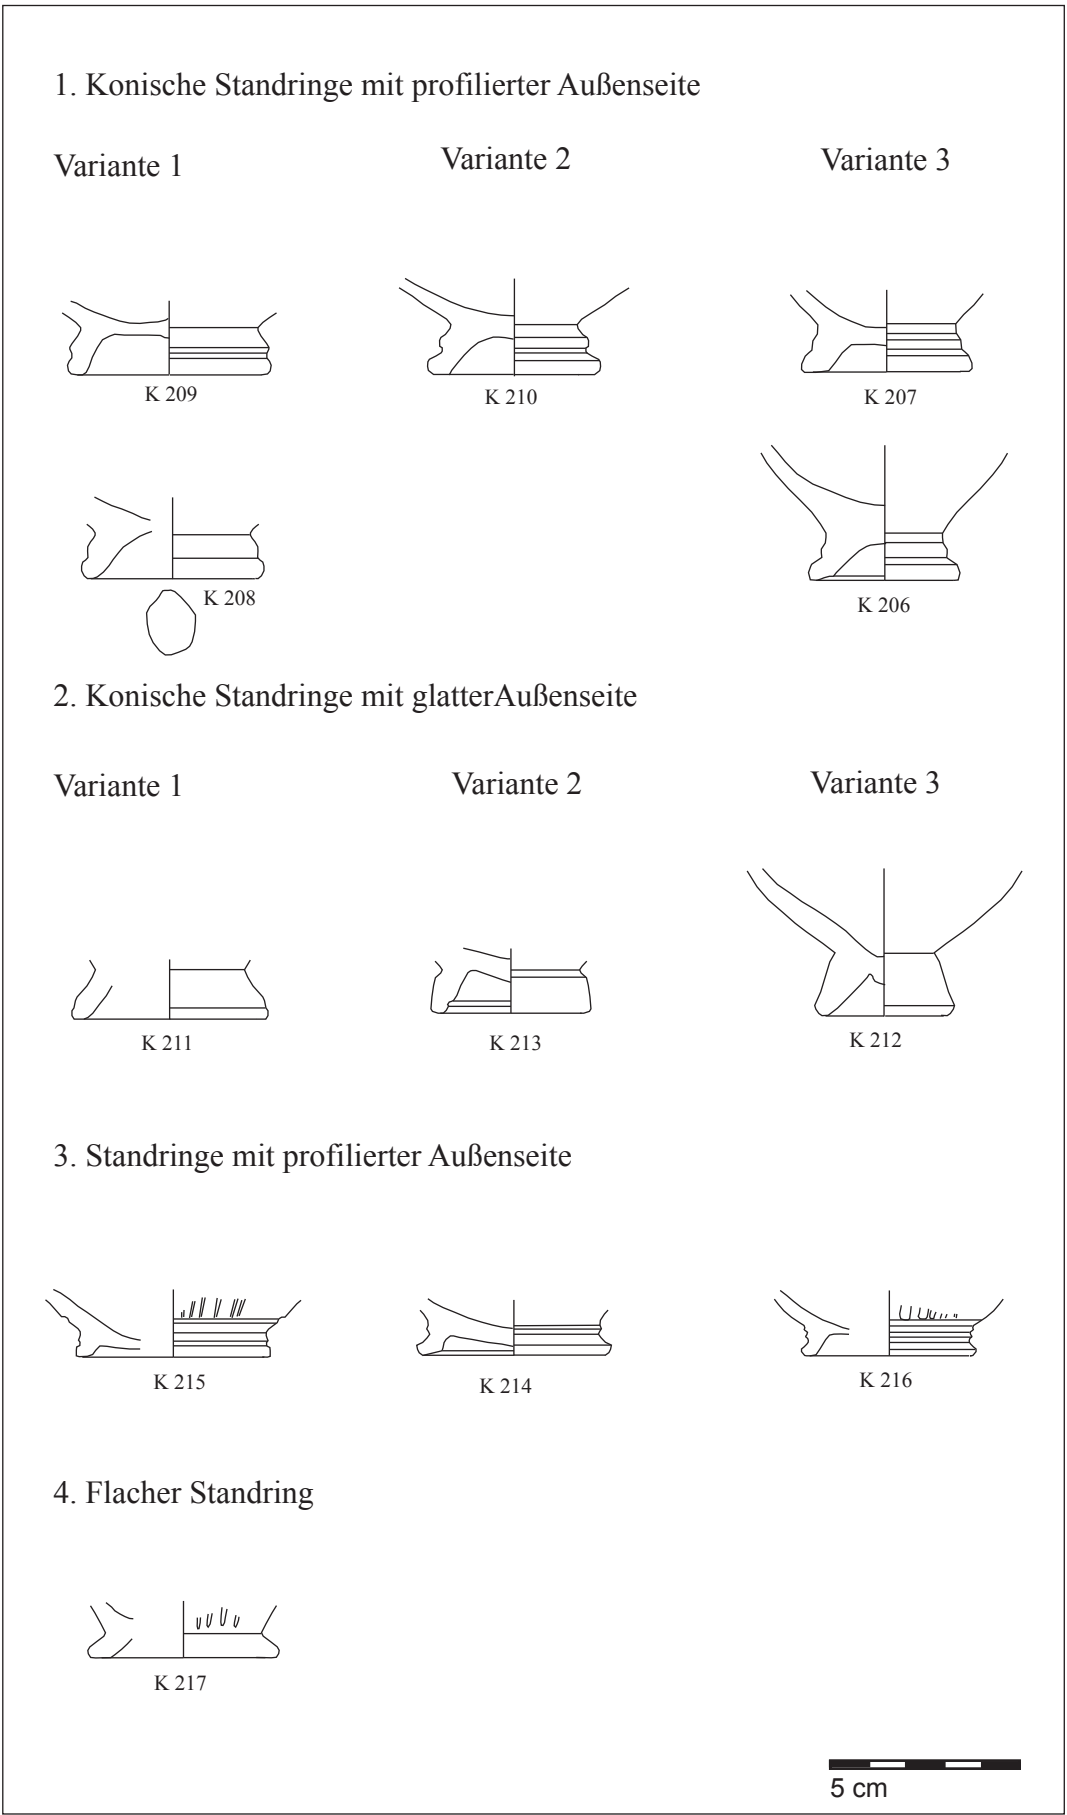 1. Konische Standringe mit profilierter Außenseite
Variante 1
Variante 2
Variante 3
K 209
K 210
K 207
K 208
K 206
2. Konische Standringe mit glatterAußenseite
Variante 1
Variante 2
Variante 3
K 211
K 213
K 212
3. Standringe mit profilierter Außenseite
K 215
K 214
K 216
4. Flacher Standring
K 217
5 cm